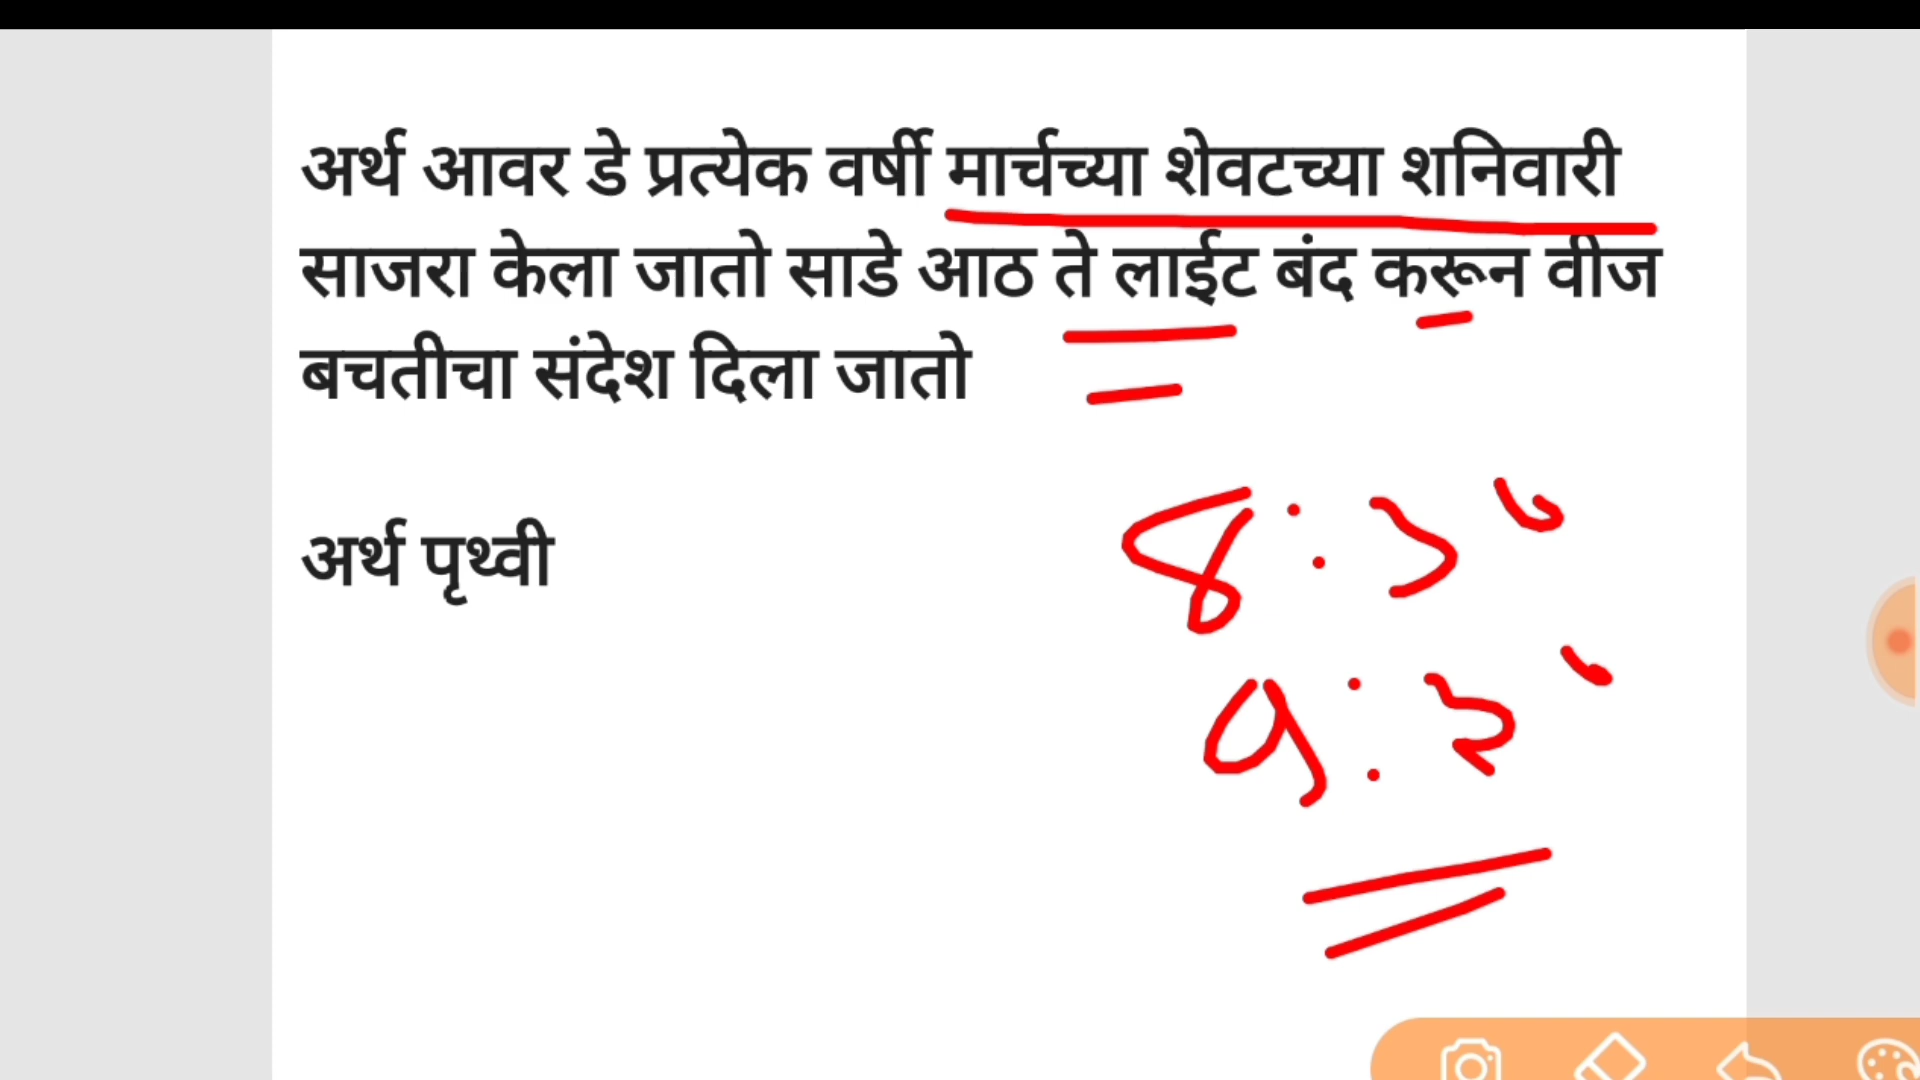 अर्थ आवर डे प्रत्येक वर्षी मार्चच्या शेवटच्या शनिवारी
साजरा केला जातो साडे आठ ते लाईट बंद करून वीज
बचतीचा संदेश दिला जातो
अर्थ पृथ्वी
8:30
9:30